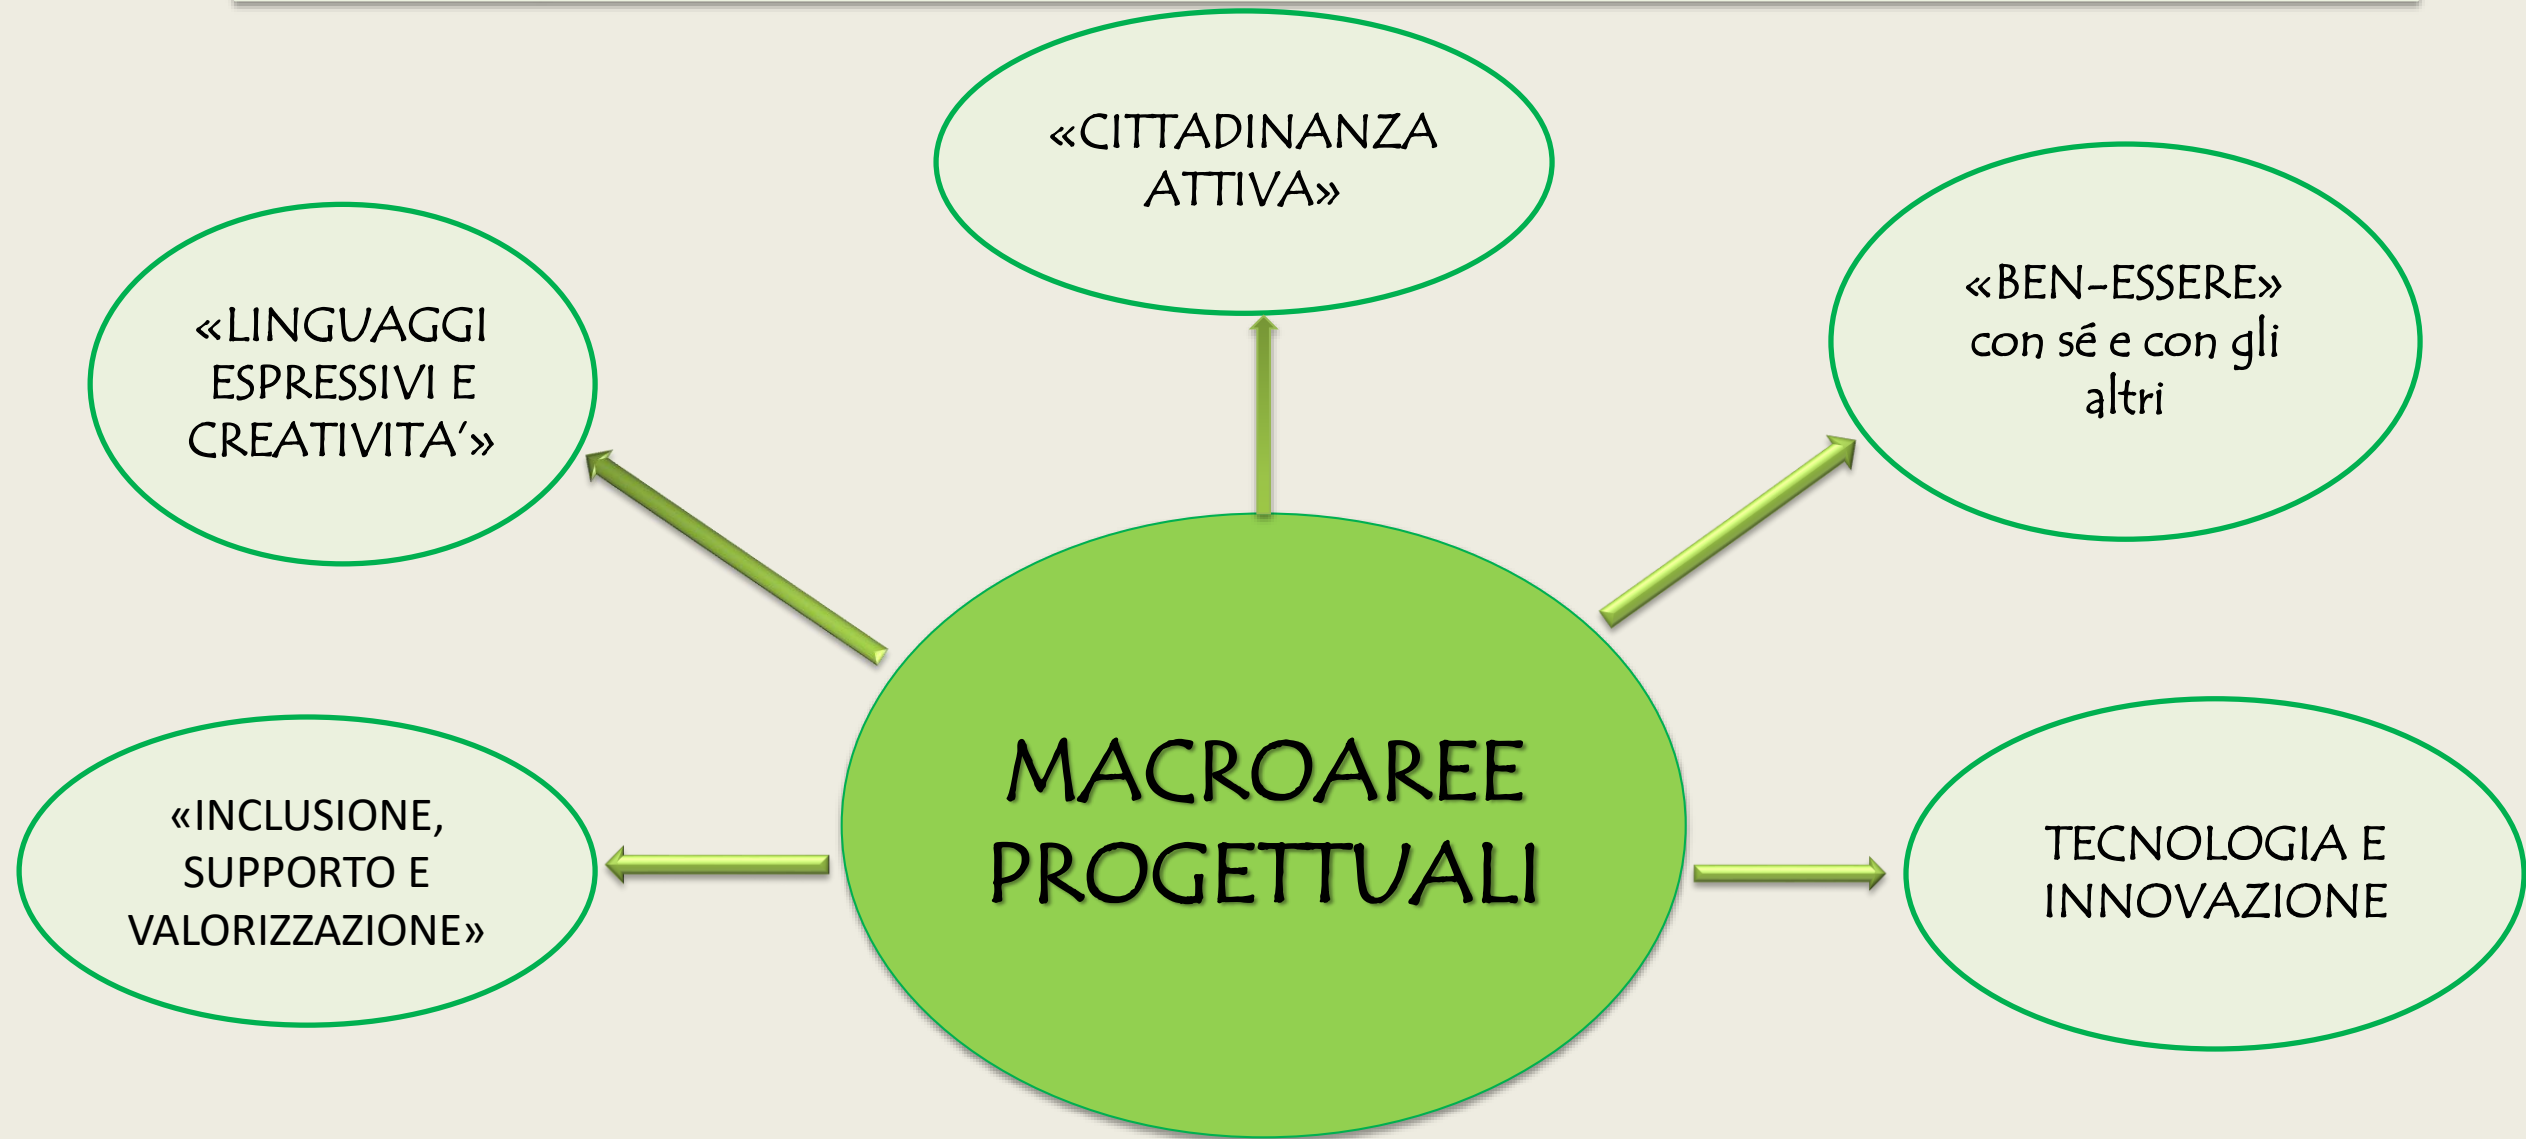 «CITTADINANZA
ATTIVA»
«LINGUAGGI
ESPRESSIVI E
CREATIVITA’»
«BEN-ESSERE»
con sé e con gli
altri
«INCLUSIONE,
SUPPORTO E
VALORIZZAZIONE»
MACROAREE
PROGETTUALI
TECNOLOGIA E
INNOVAZIONE